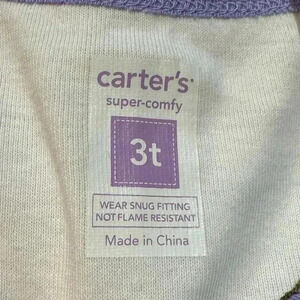 carter's
super-comfy
3t
WEAR SNUG FITTING
NOT FLAME RESISTANT
Made in China